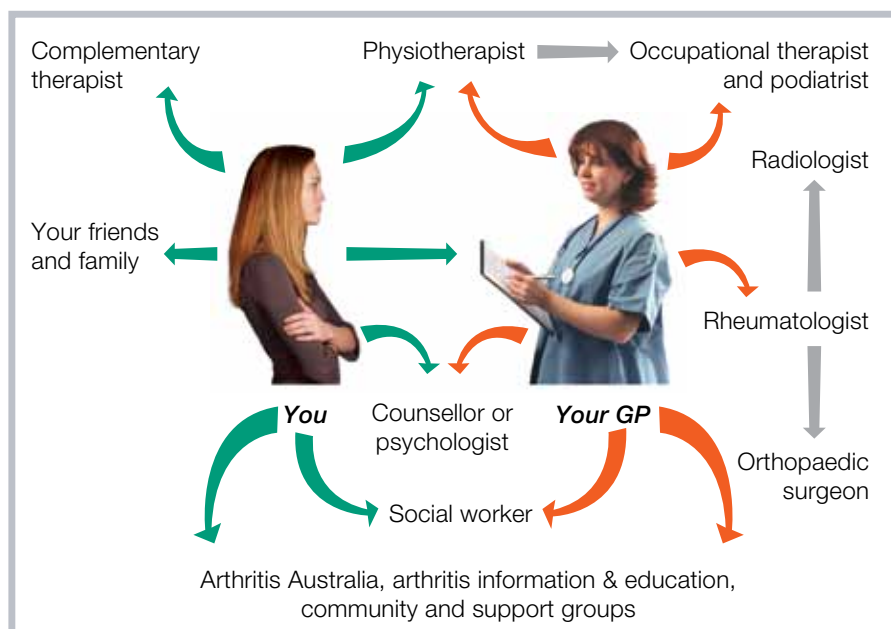 Complementary
therapist
Physiotherapist
Occupational therapist
and podiatrist
Radiologist
Your friends
and family
Rheumatologist
You
Counsellor or
psychologist
Your GP
Orthopaedic
surgeon
Social worker
Arthritis Australia, arthritis information & education,
community and support groups